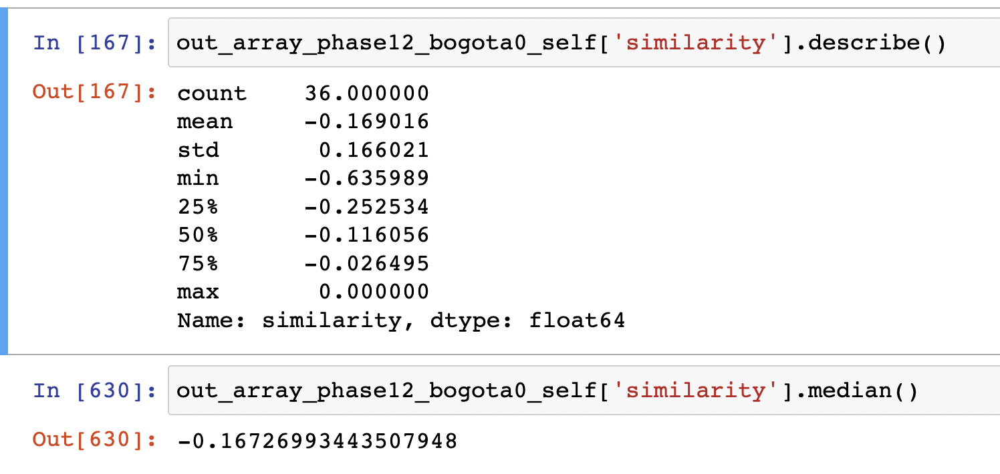 In [167]: out_array_phase12_bogota0_self['similarity'].describe()
Out[167]: count    36.000000
mean     -0.169016
std       0.166021
min      -0.635989
25%      -0.252534
50%      -0.116056
75%      -0.026495
max       0.000000
Name: similarity, dtype: float64
In [630]: out_array_phase12_bogota0_self['similarity'].median()
Out[630]: -0.16726993443507948